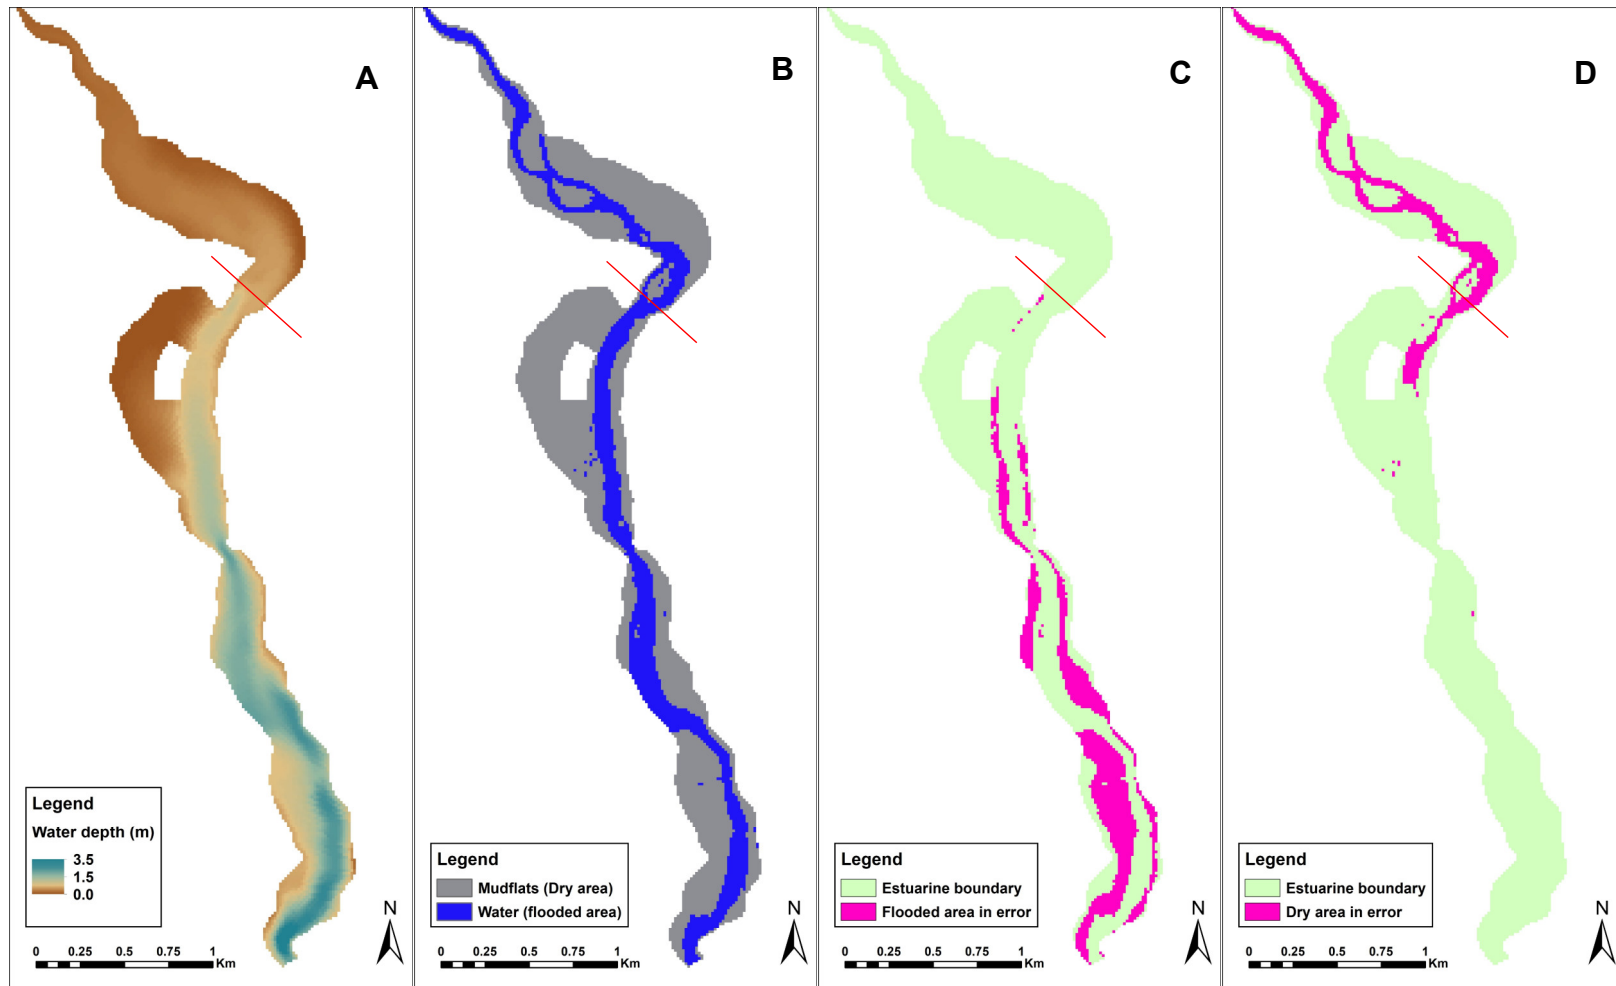 A
Legend
Water depth (m)
3.5
1.5
0.0
N
0 0.25 0.5 0.75 1
Km
B
Legend
Mudflats (Dry area)
Water (flooded area)
N
0 0.25 0.5 0.75 1
Km
C
Legend
Estuarine boundary
Flooded area in error
N
0 0.25 0.5 0.75 1
Km
D
Legend
Estuarine boundary
Dry area in error
N
0 0.25 0.5 0.75 1
Km